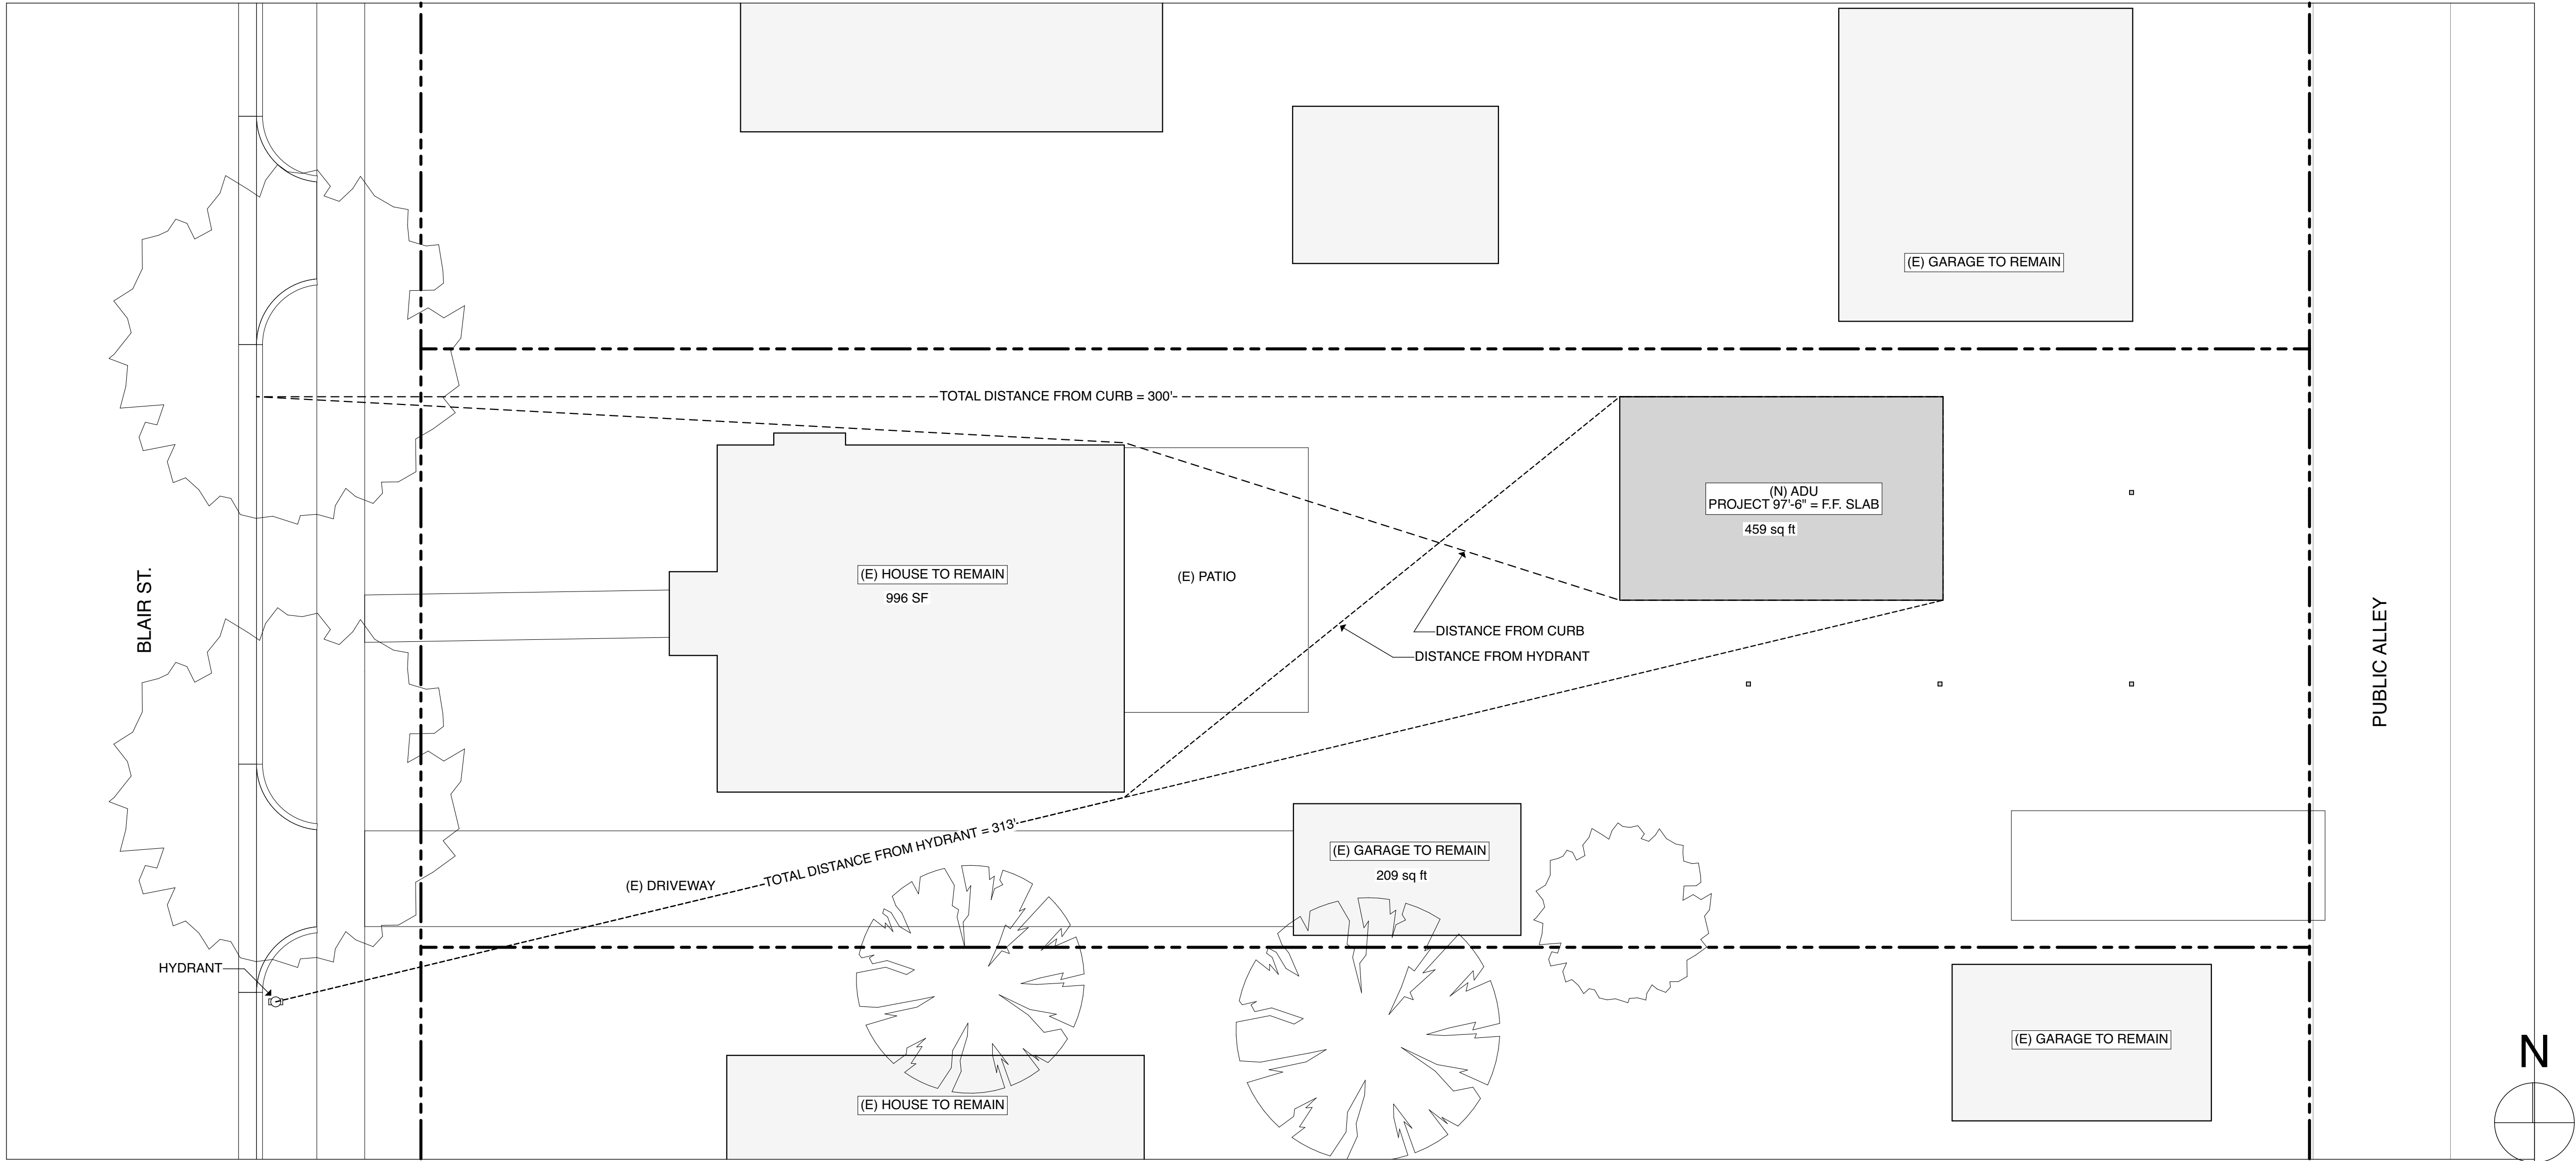 (E) GARAGE TO REMAIN
TOTAL DISTANCE FROM CURB = 300'
(N) ADU
PROJECT 97'-6" = F.F. SLAB
459 sq ft
BLAIR ST.
(E) HOUSE TO REMAIN
996 SF
(E) PATIO
DISTANCE FROM CURB
DISTANCE FROM HYDRANT
PUBLIC ALLEY
TOTAL DISTANCE FROM HYDRANT = 313'
(E) DRIVEWAY
(E) GARAGE TO REMAIN
209 sq ft
HYDRANT
(E) GARAGE TO REMAIN
N
(E) HOUSE TO REMAIN